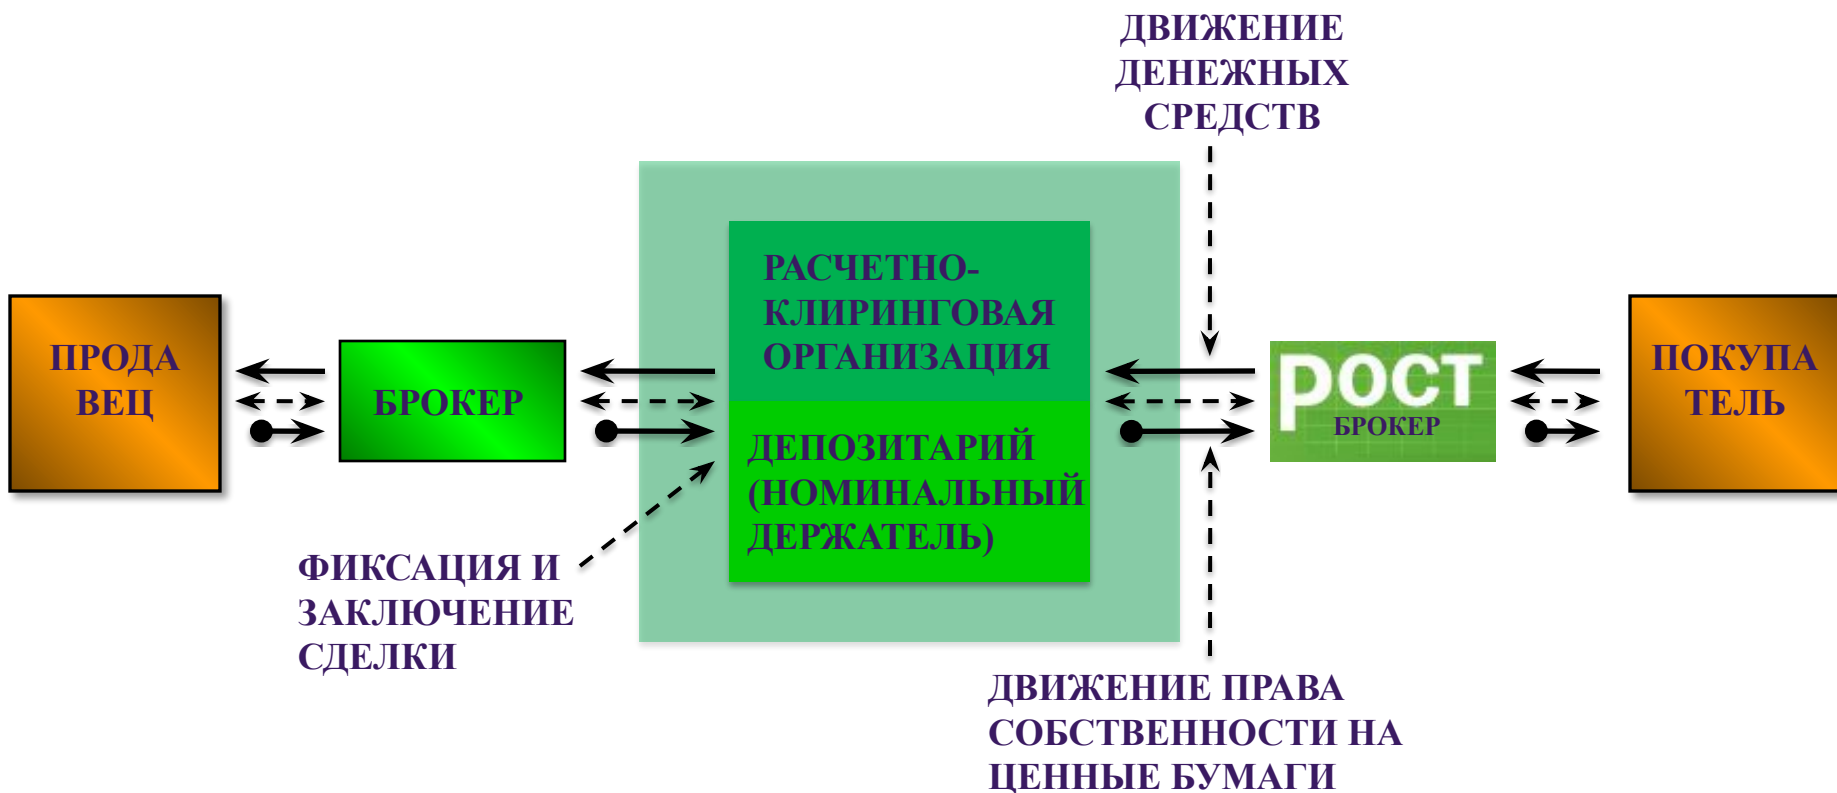 ДВИЖЕНИЕ
ДЕНЕЖНЫХ
СРЕДСТВ
РАСЧЕТНО-
КЛИРИНГОВАЯ
ОРГАНИЗАЦИЯ
ПРОДА
ВЕЦ
БРОКЕР
РОСТ
БРОКЕР
ПОКУПА
ТЕЛЬ
ДЕПОЗИТАРИЙ
(НОМИНАЛЬНЫЙ
ДЕРЖАТЕЛЬ)
ФИКСАЦИЯ И
ЗАКЛЮЧЕНИЕ
СДЕЛКИ
ДВИЖЕНИЕ ПРАВА
СОБСТВЕННОСТИ НА
ЦЕННЫЕ БУМАГИ